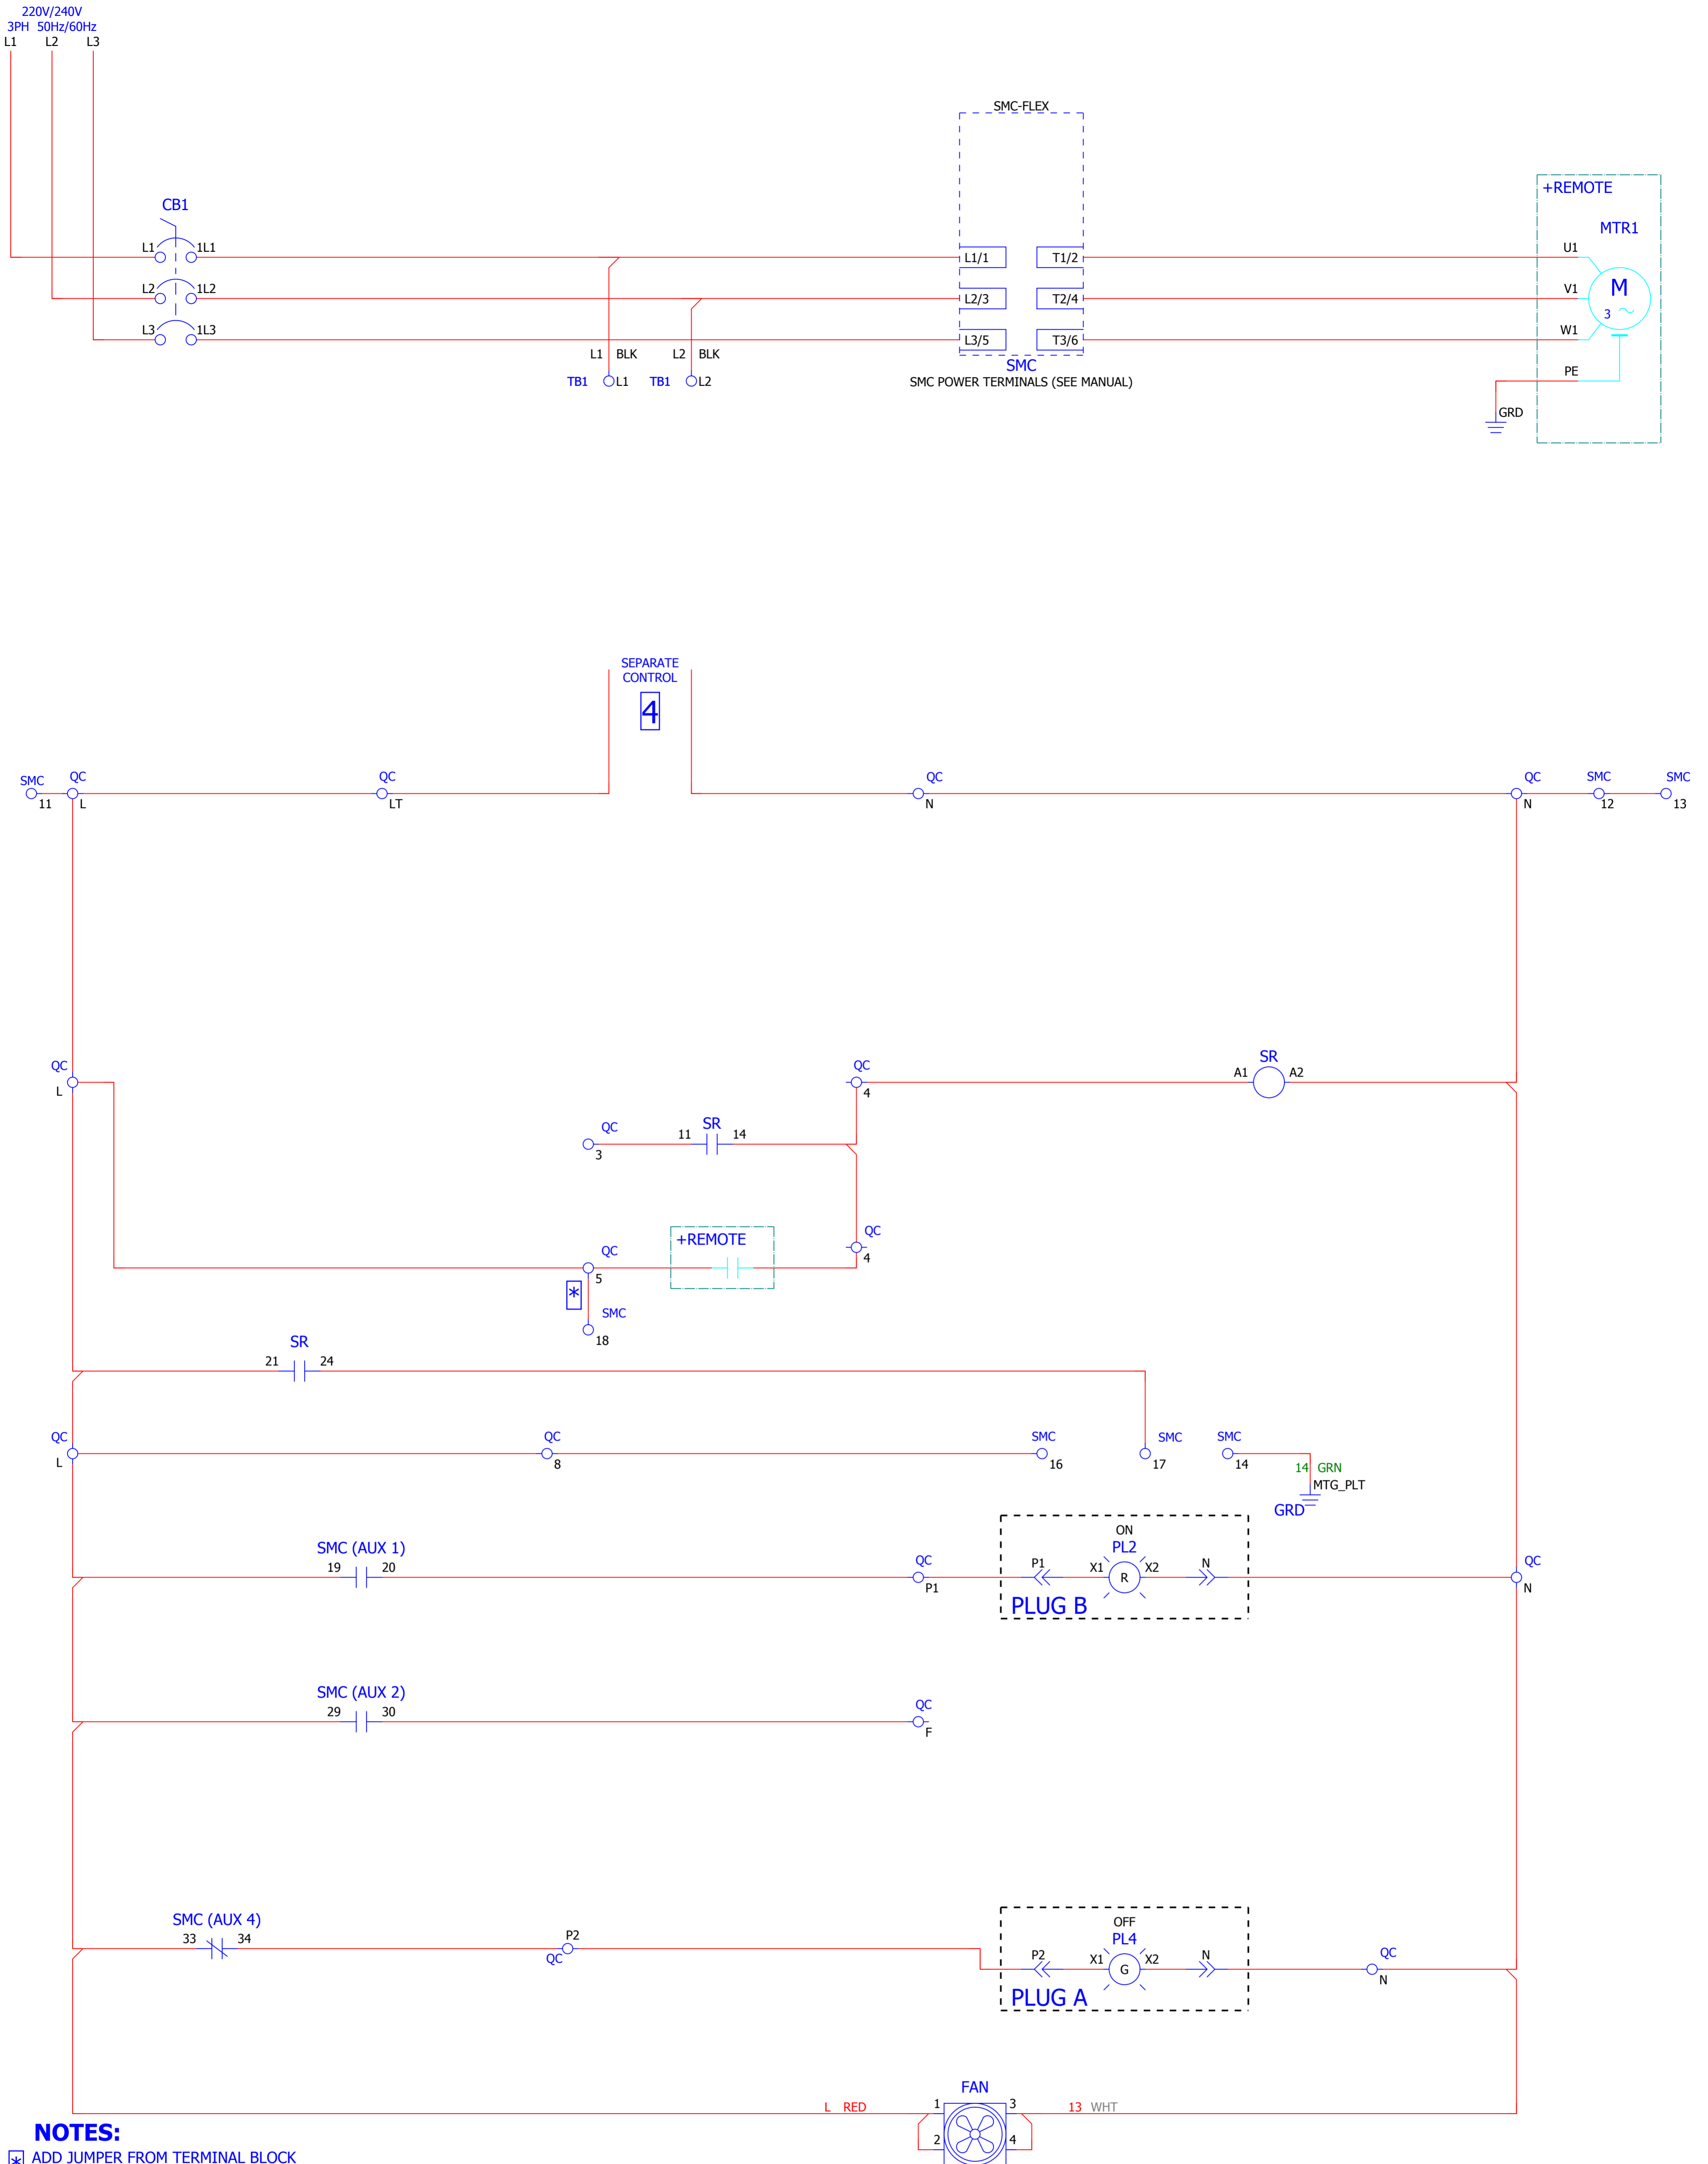 220V/240V
3PH 50Hz/60Hz
L1 L2 L3
SMC-FLEX
+REMOTE
CB1
MTR1
L1 1L1 L1/1 T1/2 U1
L2 1L2 L2/3 T2/4 V1
M
3
L3 1L3 L3/5 T3/6 W1
L1 BLK L2 BLK
SMC
TB1 L1 TB1 L2
SMC POWER TERMINALS (SEE MANUAL)
PE
GRD
SEPARATE
CONTROL
4
SMC QC QC QC QC SMC SMC
11 L LT N N 12 13
QC QC SR
A1 A2
L 4
QC SR
11 14
3
QC
4
+REMOTE
QC
5
*
SMC
18
SR
21 24
QC QC SMC SMC SMC
L 8 16 17 14
14 GRN
MTG_PLT
GRD
ON
SMC (AUX 1) PL2
19 20 QC P1 X1 R X2 N QC
P1 N
PLUG B
SMC (AUX 2)
29 30 QC
F
SMC (AUX 4) OFF
33 34 P2 PL4
QC
P2 X1 G X2 N QC
N
PLUG A
FAN
L RED 1 3 13 WHT
2 4
NOTES:
* ADD JUMPER FROM TERMINAL BLOCK